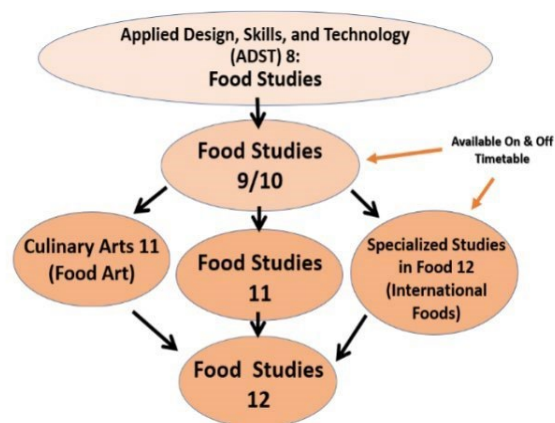 Applied Design, Skills, and Technology
(ADST) 8:
Food Studies
Food Studies
9/10
Available On & Off
Timetable
Culinary Arts 11
(Food Art)
Food Studies
11
Specialized Studies
in Food 12
(International
Foods)
Food Studies
12